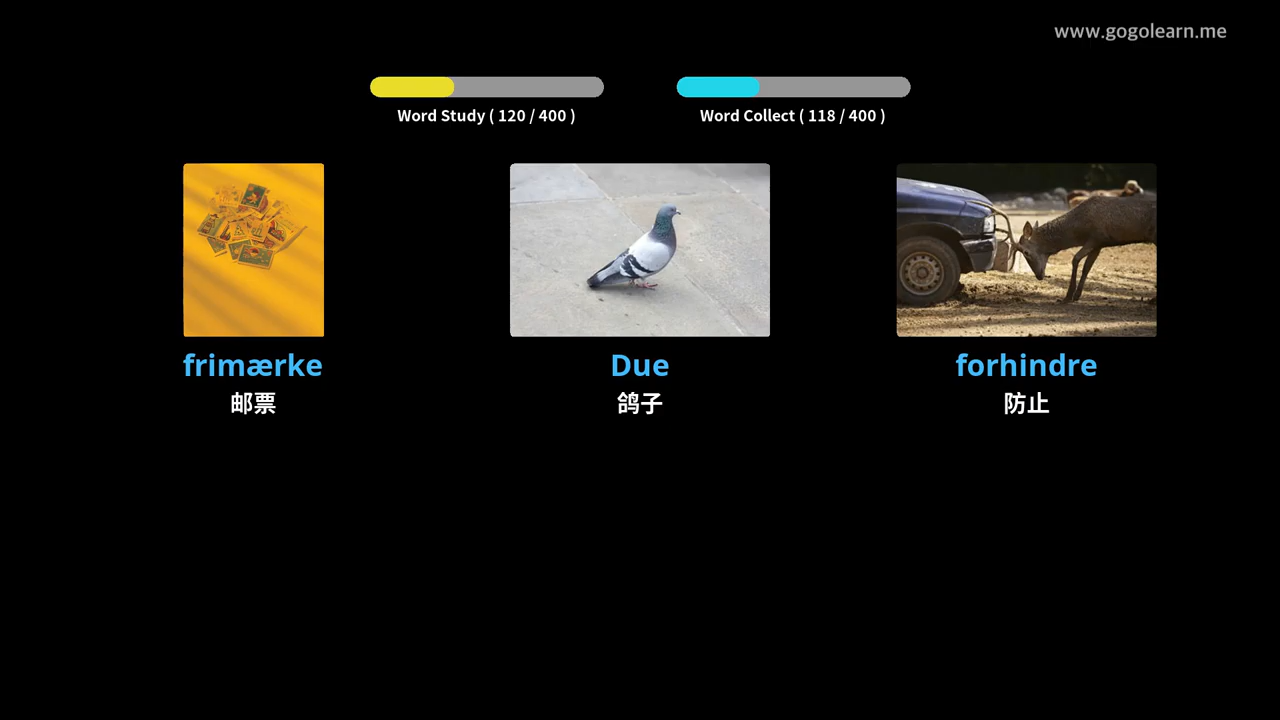 www.gogolearn.me
Word Study ( 120 / 400 )
Word Collect ( 118 / 400 )
frimærke
Due
forhindre
邮票
鸽子
防止